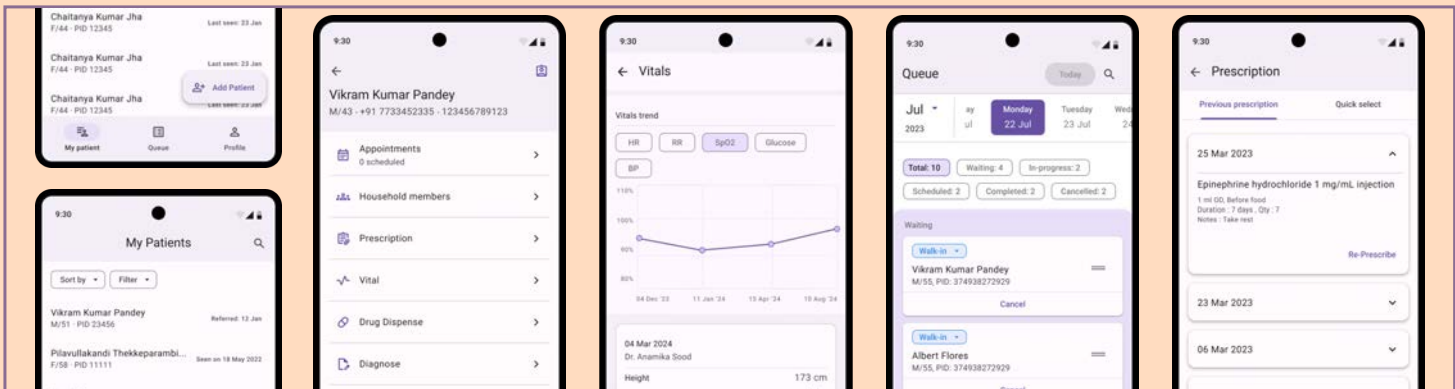 Chaitanya Kumar Jha
F/44 · PID 12345
Last seen: 23 Jan
Chaitanya Kumar Jha
F/44 · PID 12345
Last seen: 23 Jan
Add Patient
Chaitanya Kumar Jha
F/44 · PID 12345
Last seen: 23 Jan
My patient
Queue
Profile
9:30
My Patients
Sort by
Filter
Vikram Kumar Pandey
M/51 · PID 23456
Referred: 12 Jan
Pilavullakandi Thekkeparambi...
F/58 · PID 11111
Seen on 18 May 2022
9:30
Vikram Kumar Pandey
M/43 · +91 7733452335 · 123456789123
Appointments
0 scheduled
Household members
Prescription
Vital
Drug Dispense
Diagnose
9:30
Vitals
Vitals trend
HR
RR
SpO2
Glucose
BP
110%
100%
90%
80%
04 Dec '23
11 Jan '24
15 Apr '24
19 Aug '24
04 Mar 2024
Dr. Anamika Sood
Height
173 cm
9:30
Queue
Today
Jul
2023
ay
ul
Monday
22 Jul
Tuesday
23 Jul
Wed
24
Total: 10
Waiting: 4
In-progress: 2
Scheduled: 2
Completed: 2
Cancelled: 2
Waiting
Walk-in
Vikram Kumar Pandey
M/55, PID: 374938272929
Cancel
Walk-in
Albert Flores
M/55, PID: 374938272929
Cancel
9:30
Prescription
Previous prescription
Quick select
25 Mar 2023
Epinephrine hydrochloride 1 mg/mL injection
1 ml OD, Before food
Duration : 7 days , Qty : 7
Notes : Take rest
Re-Prescribe
23 Mar 2023
06 Mar 2023